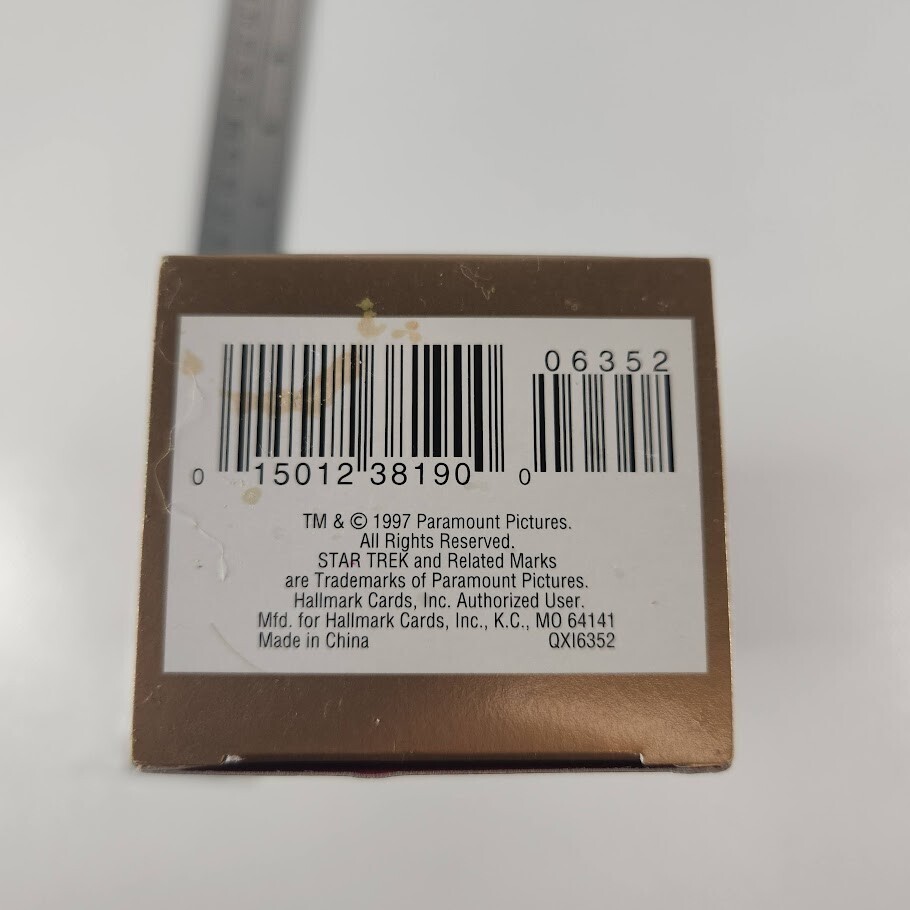 06352
0 15012 38190 0
TM & © 1997 Paramount Pictures.
All Rights Reserved.
STAR TREK and Related Marks
are Trademarks of Paramount Pictures.
Hallmark Cards, Inc. Authorized User.
Mfd. for Hallmark Cards, Inc., K.C., MO 64141
Made in China QXI6352